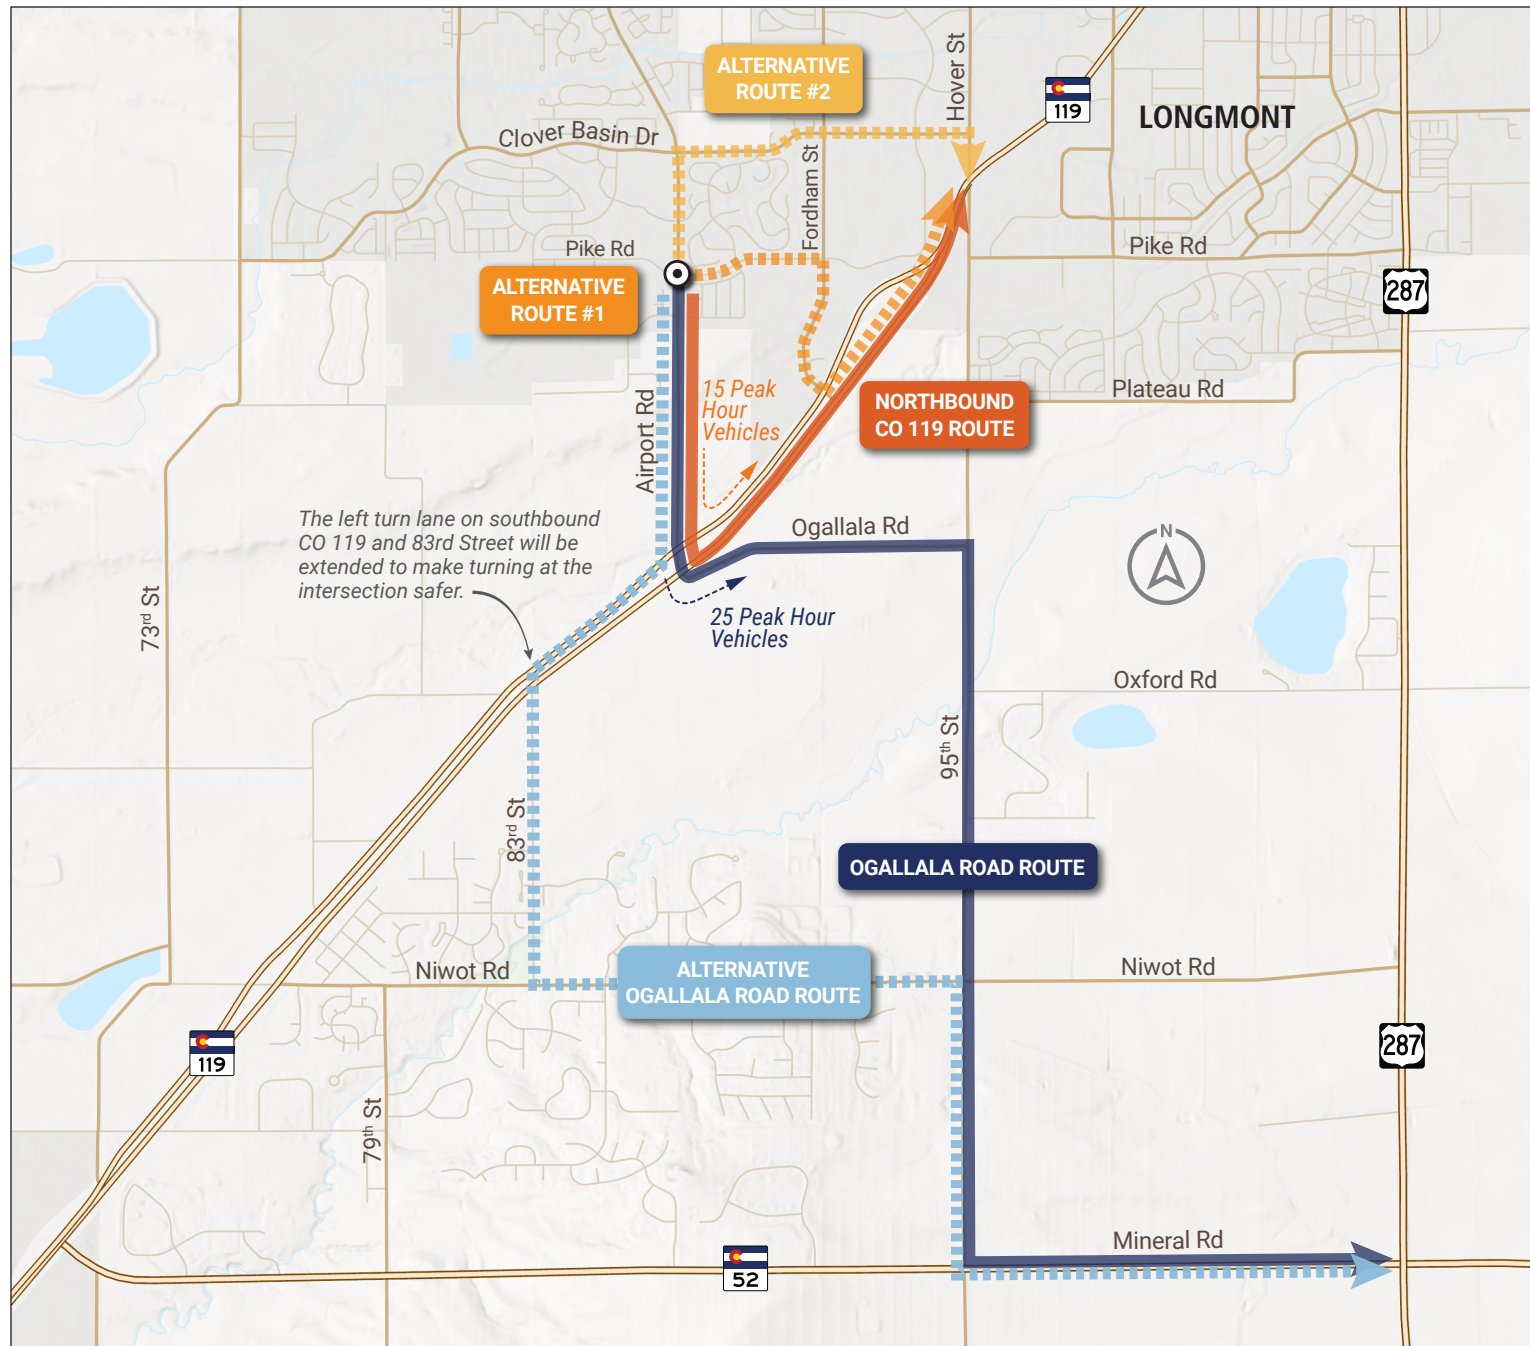 ALTERNATIVE
ROUTE #2
Hover St
119
LONGMONT
Clover Basin Dr
Fordham St
Pike Rd
Pike Rd
ALTERNATIVE
ROUTE #1
287
Airport Rd
15 Peak
Hour
Vehicles
NORTHBOUND
CO 119 ROUTE
Plateau Rd
The left turn lane on southbound
CO 119 and 83rd Street will be
extended to make turning at the
intersection safer.
Ogallala Rd
N
73rd St
25 Peak Hour
Vehicles
Oxford Rd
95th St
83rd St
OGALLALA ROAD ROUTE
Niwot Rd
ALTERNATIVE
OGALLALA ROAD ROUTE
Niwot Rd
119
287
79th St
Mineral Rd
52